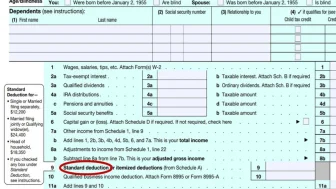 Age/Blindness You: Were born before January 2, 1955 Are blind Spouse: Was born before January 2, 1955
Dependents (see instructions): (2) Social security number (3) Relationship to you (4) ✓ if qualifies for
(1) First name Last name Child tax credit
1 Wages, salaries, tips, etc. Attach Form(s) W-2 1
2a Tax-exempt interest 2a b Taxable interest. Attach Sch. B if required 2b
3a Qualified dividends 3a b Ordinary dividends. Attach Sch. B if required 3b
4a IRA distributions 4a b Taxable amount 4b
c Pensions and annuities 4c d Taxable amount 4d
5a Social security benefits 5a b Taxable amount 5b
6 Capital gain or (loss). Attach Schedule D if required. If not required, check here 6
7a Other income from Schedule 1, line 9 7a
b Add lines 1, 2b, 3b, 4b, 4d, 5b, 6, and 7a. This is your total income 7b
8a Adjustments to income from Schedule 1, line 22 8a
b Subtract line 8a from line 7b. This is your adjusted gross income 8b
9 Standard deduction or itemized deductions (from Schedule A) 9
10 Qualified business income deduction. Attach Form 8995 or Form 8995-A 10
11a Add lines 9 and 10
Standard
Deduction for—
• Single or Married
filing separately,
$12,200
• Married filing
jointly or Qualifying
widow(er),
$24,400
• Head of
household,
$18,350
• If you checked
any box under
Standard
Deduction,
see instructions.